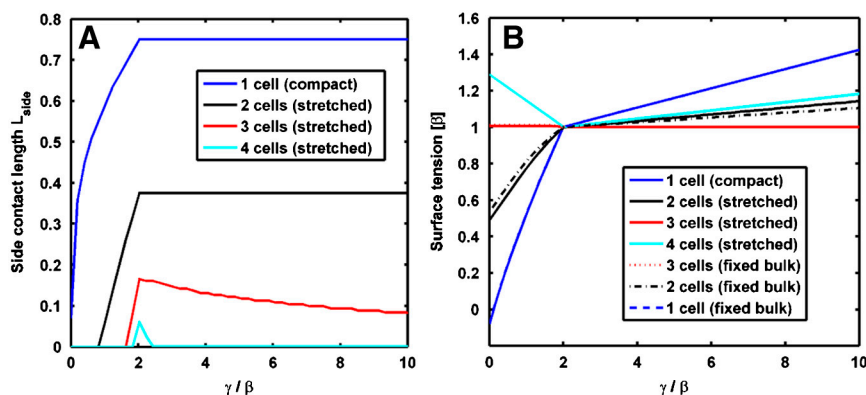 A
Side contact length L_side
0.8
0.7
0.6
0.5
0.4
0.3
0.2
0.1
0
1 cell (compact)
2 cells (stretched)
3 cells (stretched)
4 cells (stretched)
0 2 4 6 8 10
γ / β
B
Surface tension [β]
1.6
1.4
1.2
1
0.8
0.6
0.4
0.2
0
1 cell (compact)
2 cells (stretched)
3 cells (stretched)
4 cells (stretched)
3 cells (fixed bulk)
2 cells (fixed bulk)
1 cell (fixed bulk)
0 2 4 6 8 10
γ / β